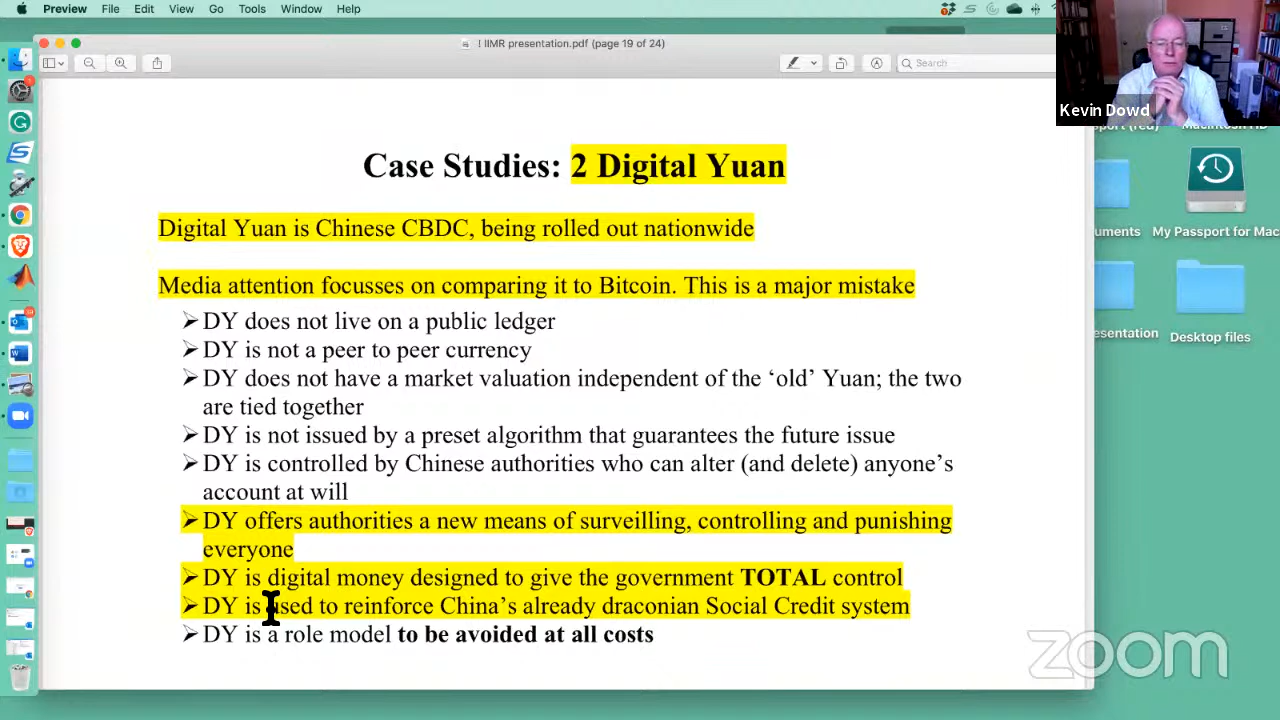 Preview File Edit View Go Tools Window Help
! IIMR presentation.pdf (page 19 of 24)
Search
Kevin Dowd
Case Studies: 2 Digital Yuan
Digital Yuan is Chinese CBDC, being rolled out nationwide
Media attention focusses on comparing it to Bitcoin. This is a major mistake
➢DY does not live on a public ledger
➢DY is not a peer to peer currency
➢DY does not have a market valuation independent of the ‘old’ Yuan; the two
are tied together
➢DY is not issued by a preset algorithm that guarantees the future issue
➢DY is controlled by Chinese authorities who can alter (and delete) anyone’s
account at will
➢DY offers authorities a new means of surveilling, controlling and punishing
everyone
➢DY is digital money designed to give the government TOTAL control
➢DY is used to reinforce China’s already draconian Social Credit system
➢DY is a role model to be avoided at all costs
port (red)
uments My Passport for Mac
esentation
Desktop files
zoom